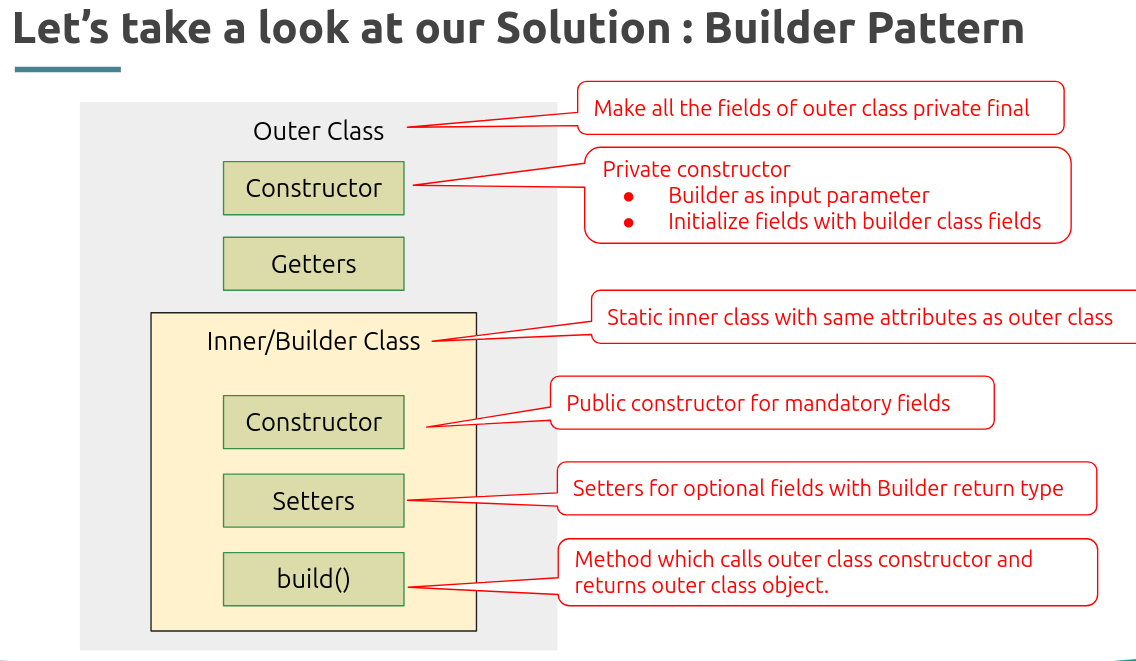 Let's take a look at our Solution : Builder Pattern
Outer Class
Make all the fields of outer class private final
Constructor
Private constructor
● Builder as input parameter
● Initialize fields with builder class fields
Getters
Inner/Builder Class
Static inner class with same attributes as outer class
Constructor
Public constructor for mandatory fields
Setters
Setters for optional fields with Builder return type
build()
Method which calls outer class constructor and
returns outer class object.